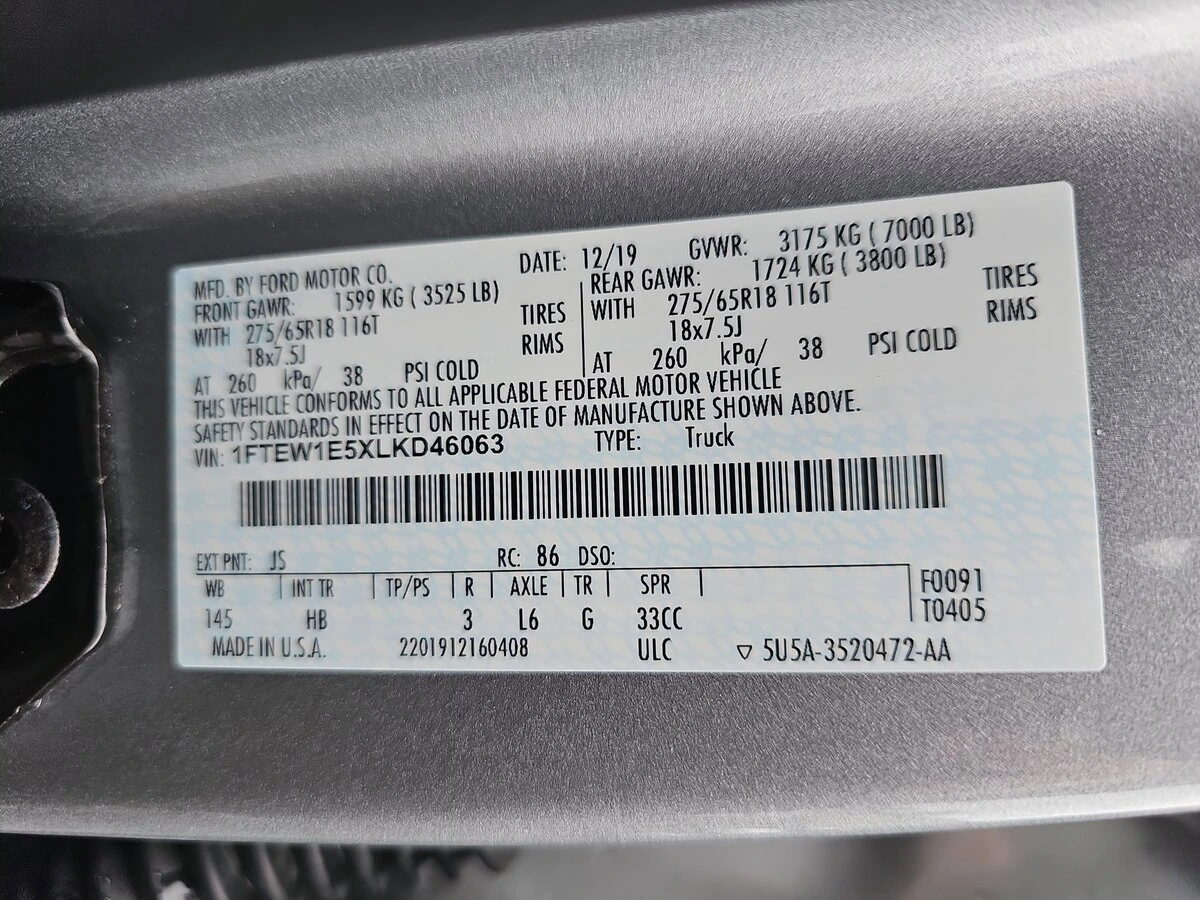 MFD. BY FORD MOTOR CO. DATE: 12/19 GVWR: 3175 KG ( 7000 LB)
FRONT GAWR: 1599 KG ( 3525 LB)
WITH 275/65R18 116T TIRES
18x7.5J RIMS
AT 260 kPa/ 38 PSI COLD
REAR GAWR: 1724 KG ( 3800 LB)
WITH 275/65R18 116T TIRES
18x7.5J RIMS
AT 260 kPa/ 38 PSI COLD
THIS VEHICLE CONFORMS TO ALL APPLICABLE FEDERAL MOTOR VEHICLE
SAFETY STANDARDS IN EFFECT ON THE DATE OF MANUFACTURE SHOWN ABOVE.
VIN: 1FTEW1E5XLKD46063 TYPE: Truck
EXT PNT: JS RC: 86 DSO:
WB INT TR TP/PS R AXLE TR SPR F0091
145 HB 3 L6 G 33CC T0405
MADE IN U.S.A. 2201912160408 ULC ▽ 5U5A-3520472-AA